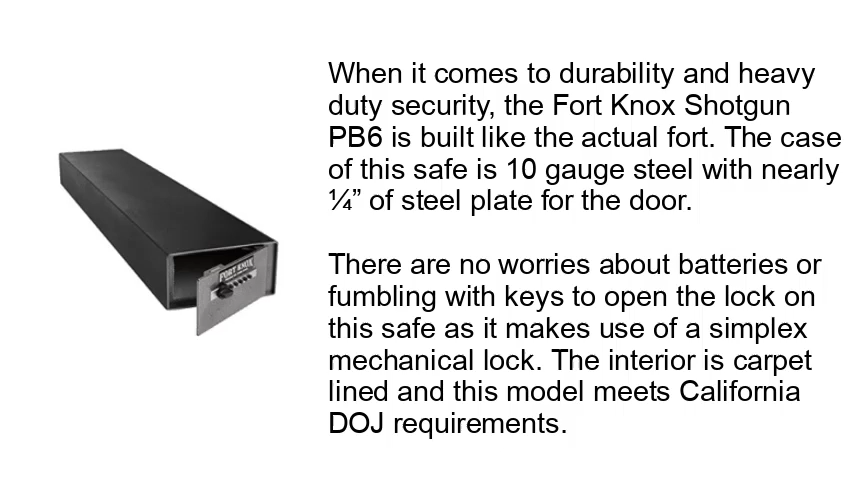 When it comes to durability and heavy
duty security, the Fort Knox Shotgun
PB6 is built like the actual fort. The case
of this safe is 10 gauge steel with nearly
¼” of steel plate for the door.
There are no worries about batteries or
fumbling with keys to open the lock on
this safe as it makes use of a simplex
mechanical lock. The interior is carpet
lined and this model meets California
DOJ requirements.
FORT KNOX